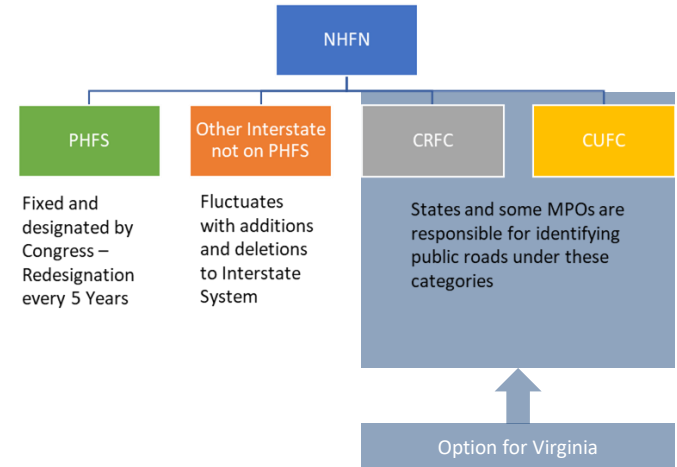 NHFN
PHFS
Other Interstate
not on PHFS
CRFC
CUFC
Fixed and
designated by
Congress –
Redesignation
every 5 Years
Fluctuates
with additions
and deletions
to Interstate
System
States and some MPOs are
responsible for identifying
public roads under these
categories
Option for Virginia